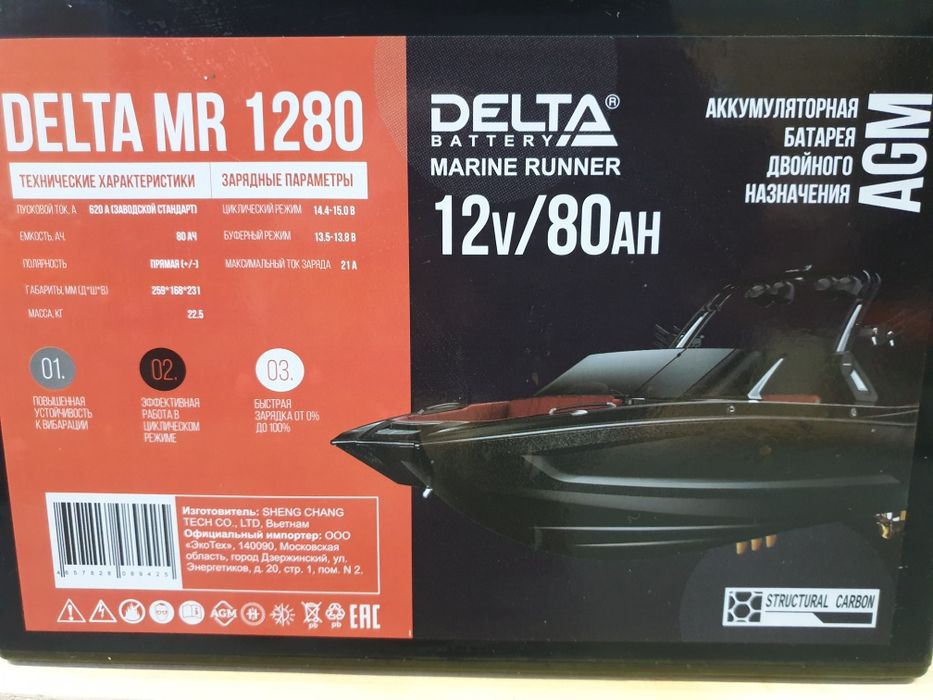 DELTA MR 1280
ТЕХНИЧЕСКИЕ ХАРАКТЕРИСТИКИ
ПУСКОВОЙ ТОК, А 620 А (ЗАВОДСКОЙ СТАНДАРТ)
ЕМКОСТЬ, АЧ. 80 АЧ
ПОЛЯРНОСТЬ ПРЯМАЯ (+/-)
ГАБАРИТЫ, ММ (Д*Ш*В) 259*168*231
МАССА, КГ 22.5
ЗАРЯДНЫЕ ПАРАМЕТРЫ
ЦИКЛИЧЕСКИЙ РЕЖИМ 14.4-15.0 В
БУФЕРНЫЙ РЕЖИМ 13.5-13.8 В
МАКСИМАЛЬНЫЙ ТОК ЗАРЯДА 21 А
01.
ПОВЫШЕННАЯ
УСТОЙЧИВОСТЬ
К ВИБРАЦИИ
02.
ЭФФЕКТИВНАЯ
РАБОТА В
ЦИКЛИЧЕСКОМ
РЕЖИМЕ
03.
БЫСТРАЯ
ЗАРЯДКА ОТ 0%
ДО 100%
4657828089425
Изготовитель: SHENG CHANG
TECH CO., LTD, Вьетнам
Официальный импортер: ООО
«ЭкоТех», 140090, Московская
область, город Дзержинский, ул.
Энергетиков, д. 20, стр. 1, пом. N 2.
AGM
Pb
Pb
EAC
DELTA®
BATTERY
MARINE RUNNER
12V/80AH
АККУМУЛЯТОРНАЯ
БАТАРЕЯ
ДВОЙНОГО
НАЗНАЧЕНИЯ
AGM
STRUCTURAL CARBON